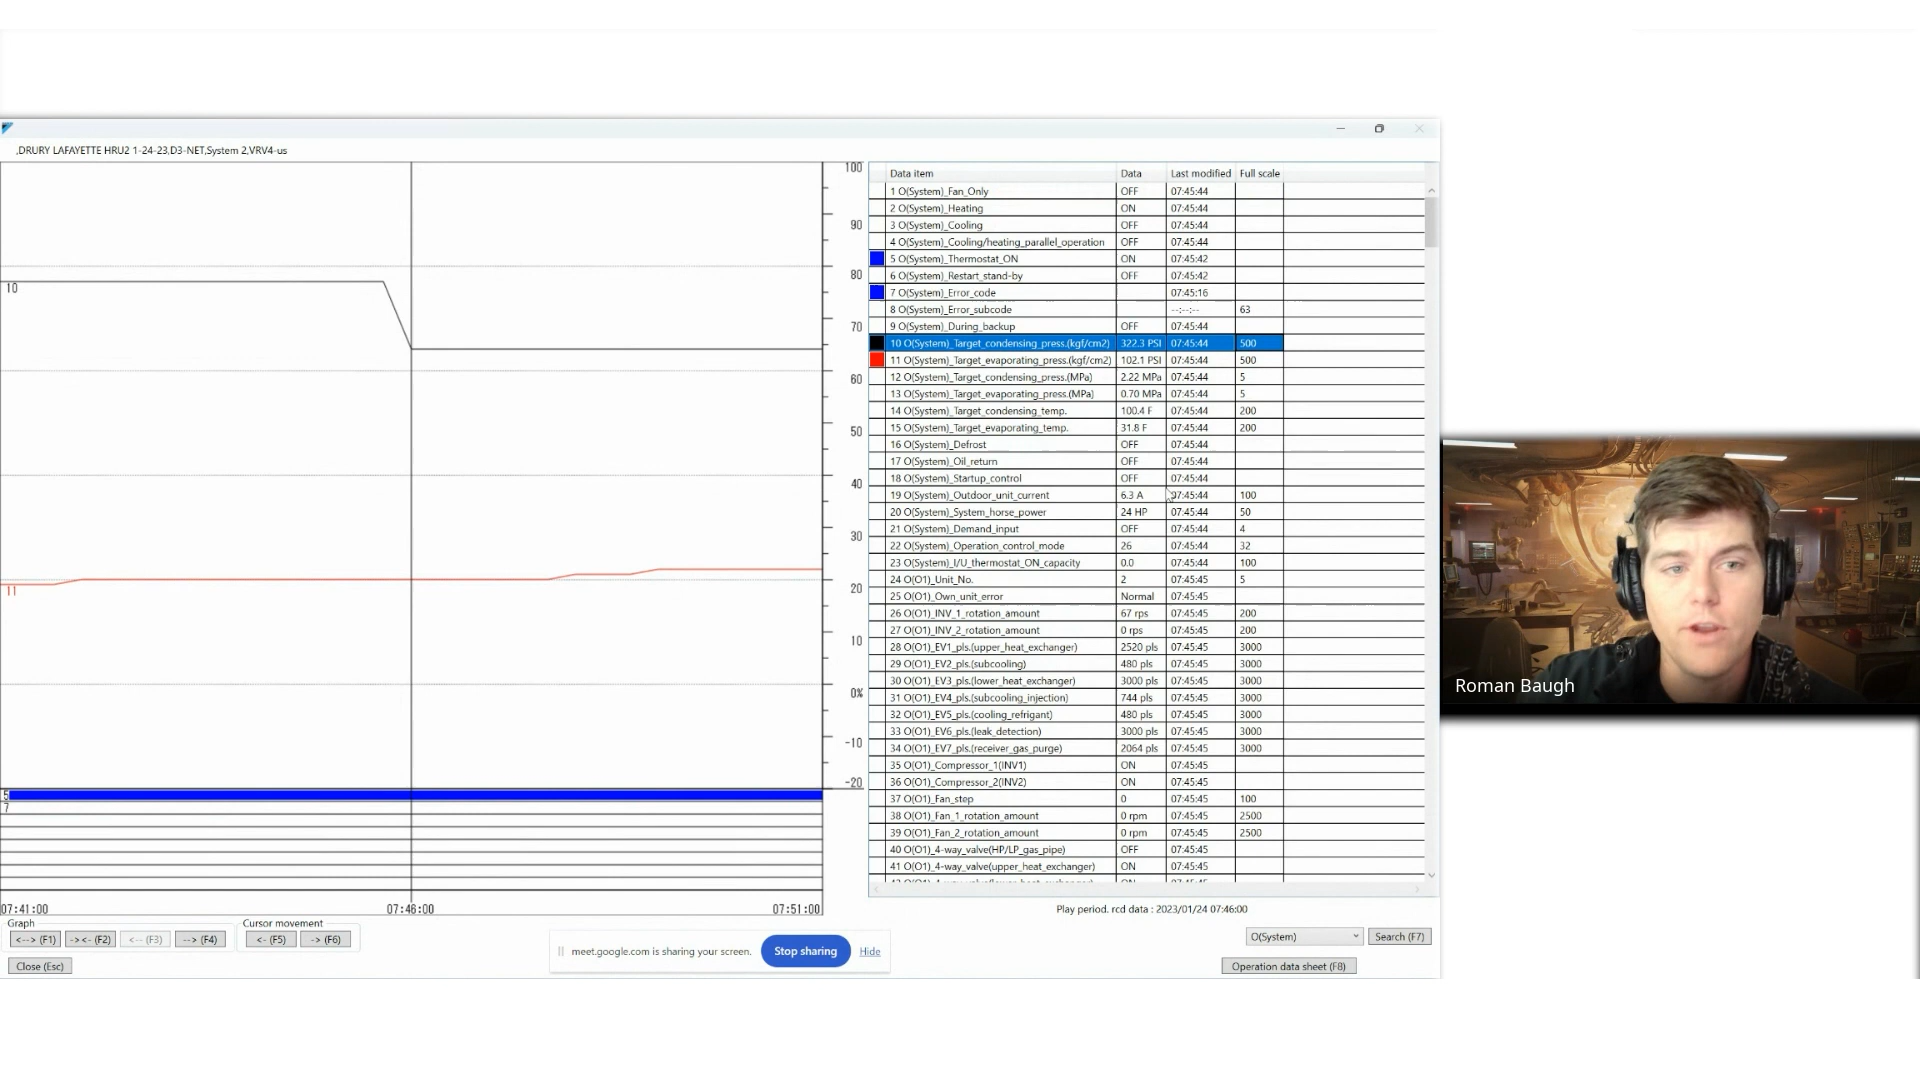 ,DRURY LAFAYETTE HRU2 1-24-23,D3-NET,System 2,VRV4-us
10
11
5
7
100
90
80
70
60
50
40
30
20
10
0%
-10
-20
07:41:00 07:46:00 07:51:00
Data item Data Last modified Full scale
1 O(System)_Fan_Only OFF 07:45:44
2 O(System)_Heating ON 07:45:44
3 O(System)_Cooling OFF 07:45:44
4 O(System)_Cooling/heating_parallel_operation OFF 07:45:44
5 O(System)_Thermostat_ON ON 07:45:42
6 O(System)_Restart_stand-by OFF 07:45:42
7 O(System)_Error_code 07:45:16
8 O(System)_Error_subcode --:--:-- 63
9 O(System)_During_backup OFF 07:45:44
10 O(System)_Target_condensing_press.(kgf/cm2) 322.3 PSI 07:45:44 500
11 O(System)_Target_evaporating_press.(kgf/cm2) 102.1 PSI 07:45:44 500
12 O(System)_Target_condensing_press.(MPa) 2.22 MPa 07:45:44 5
13 O(System)_Target_evaporating_press.(MPa) 0.70 MPa 07:45:44 5
14 O(System)_Target_condensing_temp. 100.4 F 07:45:44 200
15 O(System)_Target_evaporating_temp. 31.8 F 07:45:44 200
16 O(System)_Defrost OFF 07:45:44
17 O(System)_Oil_return OFF 07:45:44
18 O(System)_Startup_control OFF 07:45:44
19 O(System)_Outdoor_unit_current 6.3 A 07:45:44 100
20 O(System)_System_horse_power 24 HP 07:45:44 50
21 O(System)_Demand_input OFF 07:45:44 4
22 O(System)_Operation_control_mode 26 07:45:44 32
23 O(System)_I/U_thermostat_ON_capacity 0.0 07:45:44 100
24 O(O1)_Unit_No. 2 07:45:45 5
25 O(O1)_Own_unit_error Normal 07:45:45
26 O(O1)_INV_1_rotation_amount 67 rps 07:45:45 200
27 O(O1)_INV_2_rotation_amount 0 rps 07:45:45 200
28 O(O1)_EV1_pls.(upper_heat_exchanger) 2520 pls 07:45:45 3000
29 O(O1)_EV2_pls.(subcooling) 480 pls 07:45:45 3000
30 O(O1)_EV3_pls.(lower_heat_exchanger) 3000 pls 07:45:45 3000
31 O(O1)_EV4_pls.(subcooling_injection) 744 pls 07:45:45 3000
32 O(O1)_EV5_pls.(cooling_refrigant) 480 pls 07:45:45 3000
33 O(O1)_EV6_pls.(leak_detection) 3000 pls 07:45:45 3000
34 O(O1)_EV7_pls.(receiver_gas_purge) 2064 pls 07:45:45 3000
35 O(O1)_Compressor_1(INV1) ON 07:45:45
36 O(O1)_Compressor_2(INV2) ON 07:45:45
37 O(O1)_Fan_step 0 07:45:45 100
38 O(O1)_Fan_1_rotation_amount 0 rpm 07:45:45 2500
39 O(O1)_Fan_2_rotation_amount 0 rpm 07:45:45 2500
40 O(O1)_4-way_valve(HP/LP_gas_pipe) OFF 07:45:45
41 O(O1)_4-way_valve(upper_heat_exchanger) ON 07:45:45
Play period. rcd data : 2023/01/24 07:46:00
Graph
<--> (F1) -><- (F2) <-- (F3) --> (F4)
Cursor movement
<- (F5) -> (F6)
Close (Esc)
meet.google.com is sharing your screen. Stop sharing Hide
O(System) Search (F7)
Operation data sheet (F8)
Roman Baugh